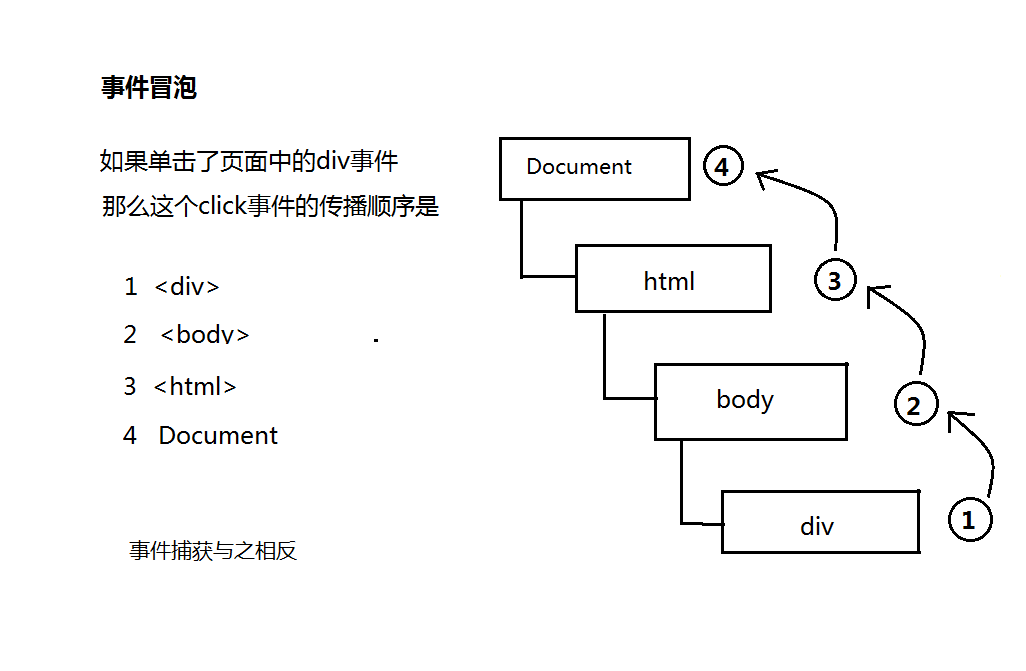 事件冒泡
如果单击了页面中的div事件
那么这个click事件的传播顺序是
1 <div>
2 <body>
3 <html>
4 Document
事件捕获与之相反
Document
4
html
3
body
2
div
1